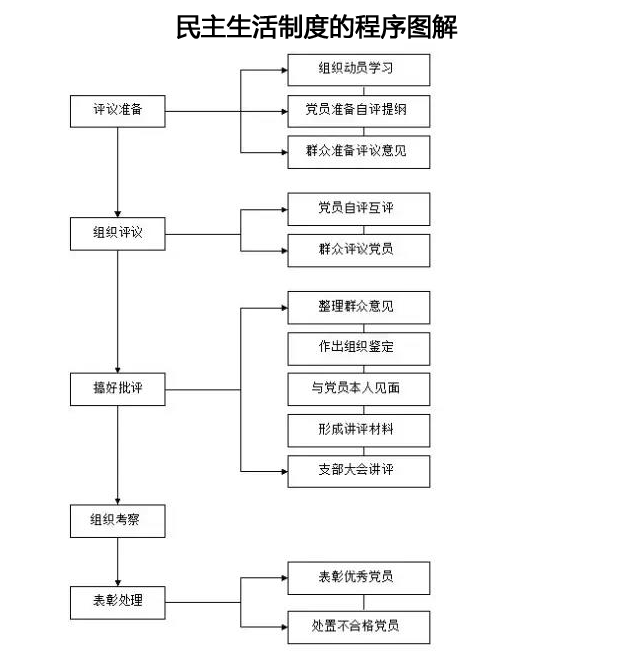 民主生活制度的程序图解
评议准备
组织动员学习
党员准备自评提纲
群众准备评议意见
组织评议
党员自评互评
群众评议党员
搞好批评
整理群众意见
作出组织鉴定
与党员本人见面
形成讲评材料
支部大会讲评
组织考察
表彰处理
表彰优秀党员
处置不合格党员